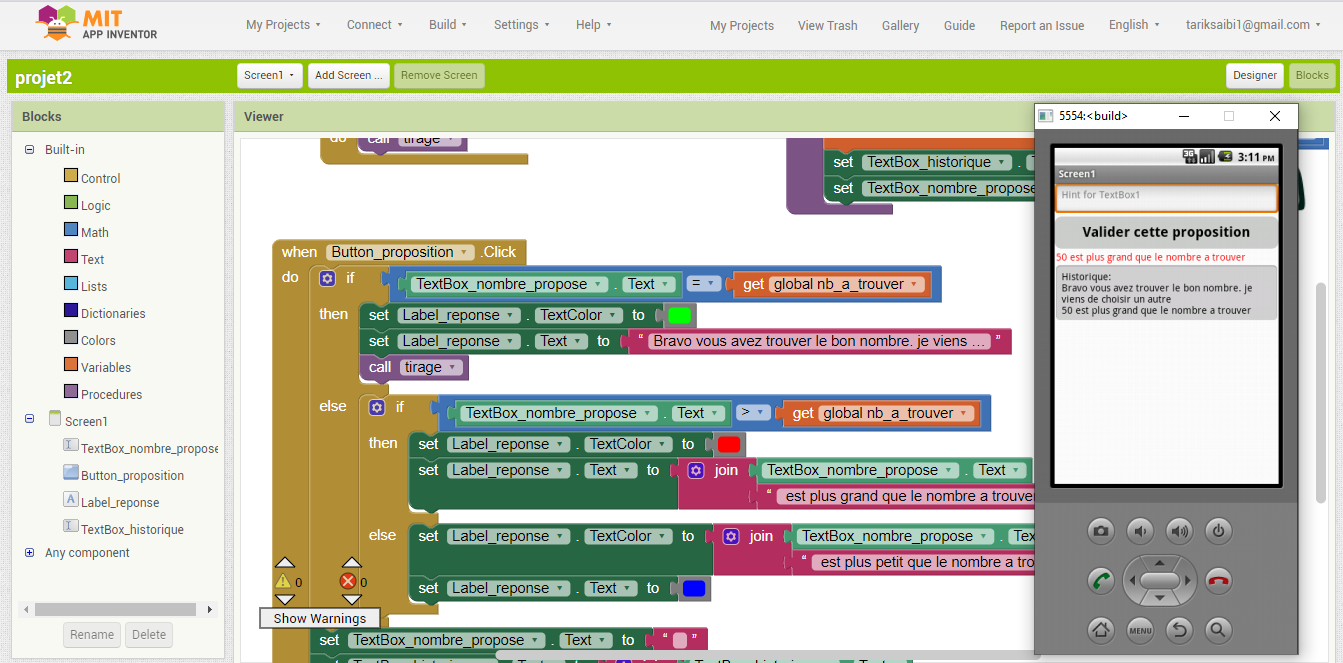 MIT
APP INVENTOR
My Projects Connect Build Settings Help My Projects View Trash Gallery Guide Report an Issue English tariksaibi1@gmail.com
projet2 Screen1 Add Screen ... Remove Screen Designer Blocks
Blocks
Built-in
Control
Logic
Math
Text
Lists
Dictionaries
Colors
Variables
Procedures
Screen1
TextBox_nombre_propose
Button_proposition
Label_reponse
TextBox_historique
Any component
Rename Delete
Viewer
do call tirage
set TextBox_historique .
set TextBox_nombre_propose
when Button_proposition .Click
do if TextBox_nombre_propose . Text = get global nb_a_trouver
then set Label_reponse . TextColor to
set Label_reponse . Text to “ Bravo vous avez trouver le bon nombre. je viens ... ”
call tirage
else if TextBox_nombre_propose . Text > get global nb_a_trouver
then set Label_reponse . TextColor to
set Label_reponse . Text to join TextBox_nombre_propose . Text
“ est plus grand que le nombre a trouver
else set Label_reponse . TextColor to join TextBox_nombre_propose . Tex
“ est plus petit que le nombre a tro
set Label_reponse . Text to
0 0
Show Warnings
set TextBox_nombre_propose . Text to “ ”
5554:<build>
3G 3:11 PM
Screen1
Hint for TextBox1
Valider cette proposition
50 est plus grand que le nombre a trouver
Historique:
Bravo vous avez trouver le bon nombre. je
viens de choisir un autre
50 est plus grand que le nombre a trouver
MENU